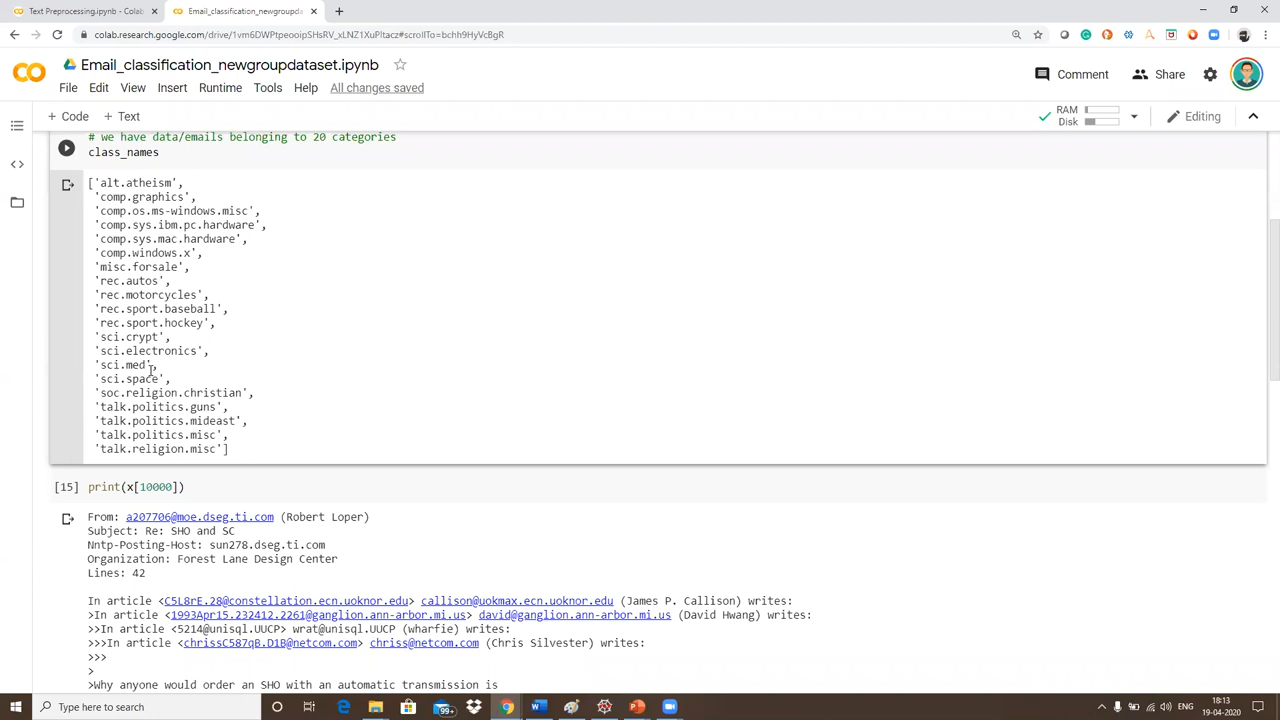 Text Preprocessing.ipynb - Colab
Email_classification_newgroupda
colab.research.google.com/drive/1vm6DWPtpeooipSHsRV_xLNZ1XuPItacz#scrollTo=bchh9HyVcBgR
Email_classification_newgroupdataset.ipynb
Comment
Share
File Edit View Insert Runtime Tools Help All changes saved
+ Code + Text
RAM
Disk
Editing
# we have data/emails belonging to 20 categories
class_names
['alt.atheism',
'comp.graphics',
'comp.os.ms-windows.misc',
'comp.sys.ibm.pc.hardware',
'comp.sys.mac.hardware',
'comp.windows.x',
'misc.forsale',
'rec.autos',
'rec.motorcycles',
'rec.sport.baseball',
'rec.sport.hockey',
'sci.crypt',
'sci.electronics',
'sci.med',
'sci.space',
'soc.religion.christian',
'talk.politics.guns',
'talk.politics.mideast',
'talk.politics.misc',
'talk.religion.misc']
[15] print(x[10000])
From: a207706@moe.dseg.ti.com (Robert Loper)
Subject: Re: SHO and SC
Nntp-Posting-Host: sun278.dseg.ti.com
Organization: Forest Lane Design Center
Lines: 42
In article <C5L8rE.28@constellation.ecn.uoknor.edu> callison@uokmax.ecn.uoknor.edu (James P. Callison) writes:
>In article <1993Apr15.232412.2261@ganglion.ann-arbor.mi.us> david@ganglion.ann-arbor.mi.us (David Hwang) writes:
>>In article <5214@unisql.UUCP> wrat@unisql.UUCP (wharfie) writes:
>>>In article <chrissC587qB.D1B@netcom.com> chriss@netcom.com (Chris Silvester) writes:
>>>
>
>Why anyone would order an SHO with an automatic transmission is
Type here to search
99+
ENG
18:13
19-04-2020